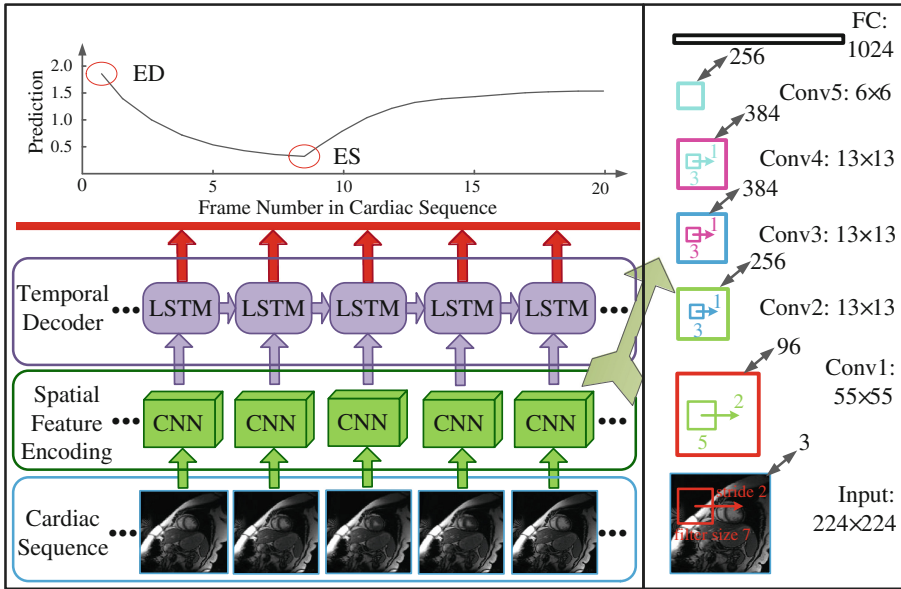 Prediction
2.0
1.5
1.0
0.5
0
5
10
15
20
ED
ES
Frame Number in Cardiac Sequence
Temporal
Decoder
•••
LSTM
LSTM
LSTM
LSTM
LSTM
•••
Spatial
Feature
Encoding
•••
CNN
CNN
CNN
CNN
CNN
•••
Cardiac
Sequence
•••
•••
FC:
1024
256
Conv5: 6×6
384
1
3
Conv4: 13×13
384
1
3
Conv3: 13×13
256
1
3
Conv2: 13×13
96
Conv1:
55×55
2
5
3
stride 2
filter size 7
Input:
224×224